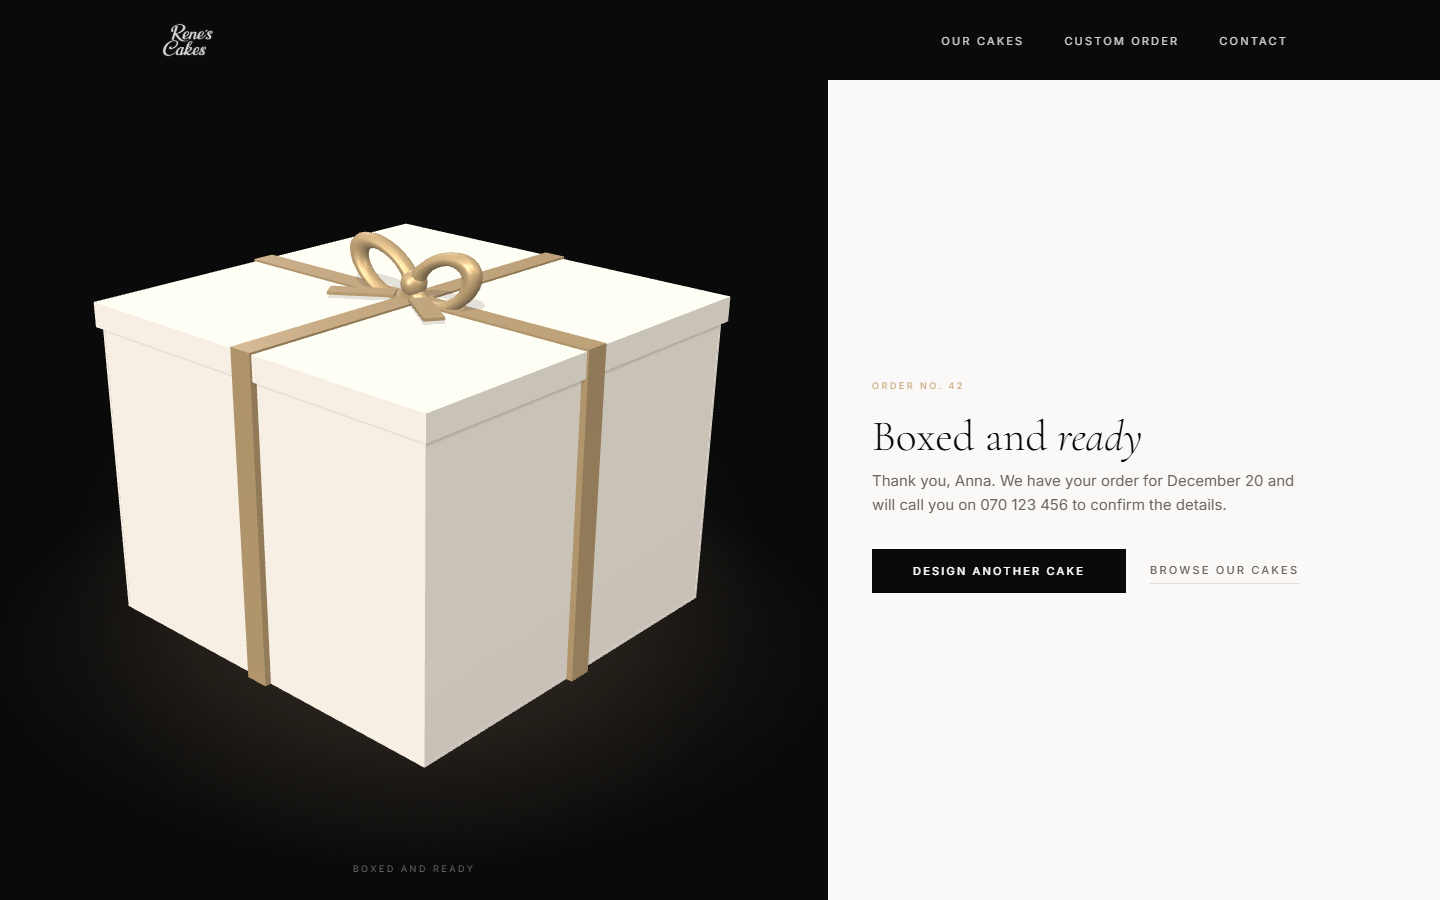 Rene's
Cakes
OUR CAKES
CUSTOM ORDER
CONTACT
ORDER NO. 42
Boxed and ready
Thank you, Anna. We have your order for December 20 and
will call you on 070 123 456 to confirm the details.
DESIGN ANOTHER CAKE
BROWSE OUR CAKES
BOXED AND READY